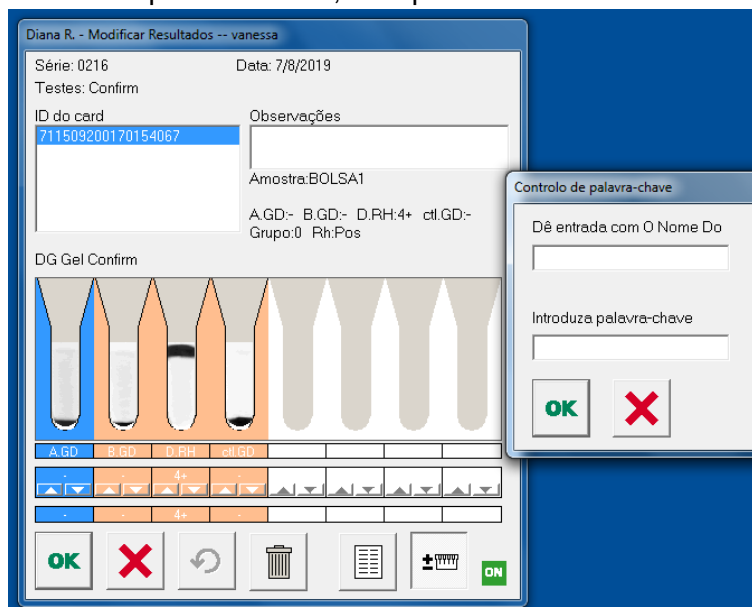 Diana R. - Modificar Resultados -- vanessa
Série: 0216 Data: 7/8/2019
Testes: Confirm
ID do card Observações
711509200170154067
Amostra:BOLSA1
A.GD:- B.GD:- D.RH:4+ ctl.GD:-
Grupo:0 Rh:Pos
DG Gel Confirm
A.GD B.GD D.RH ctl.GD
- - 4+ -
- - 4+ -
OK ± ON
Controlo de palavra-chave
Dê entrada com O Nome Do
Introduza palavra-chave
OK